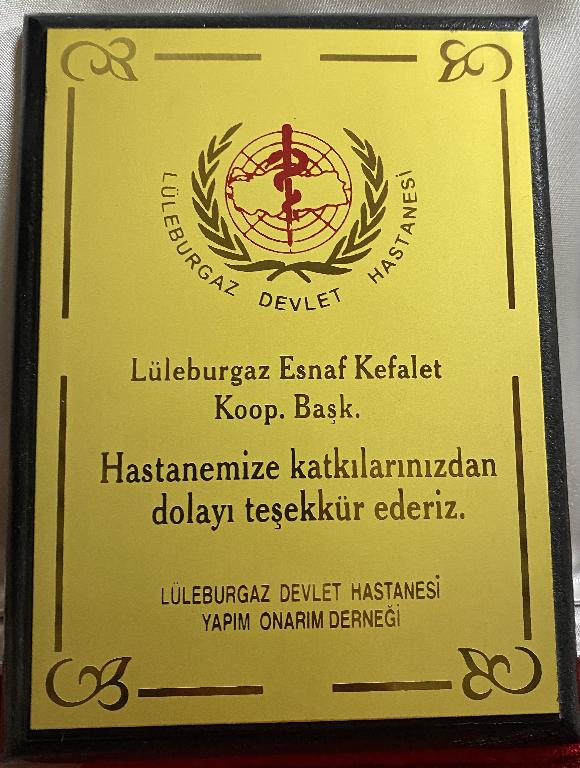 LÜLEBURGAZ DEVLET HASTANESİ
Lüleburgaz Esnaf Kefalet
Koop. Başk.
Hastanemize katkılarınızdan
dolayı teşekkür ederiz.
LÜLEBURGAZ DEVLET HASTANESİ
YAPIM ONARIM DERNEĞİ